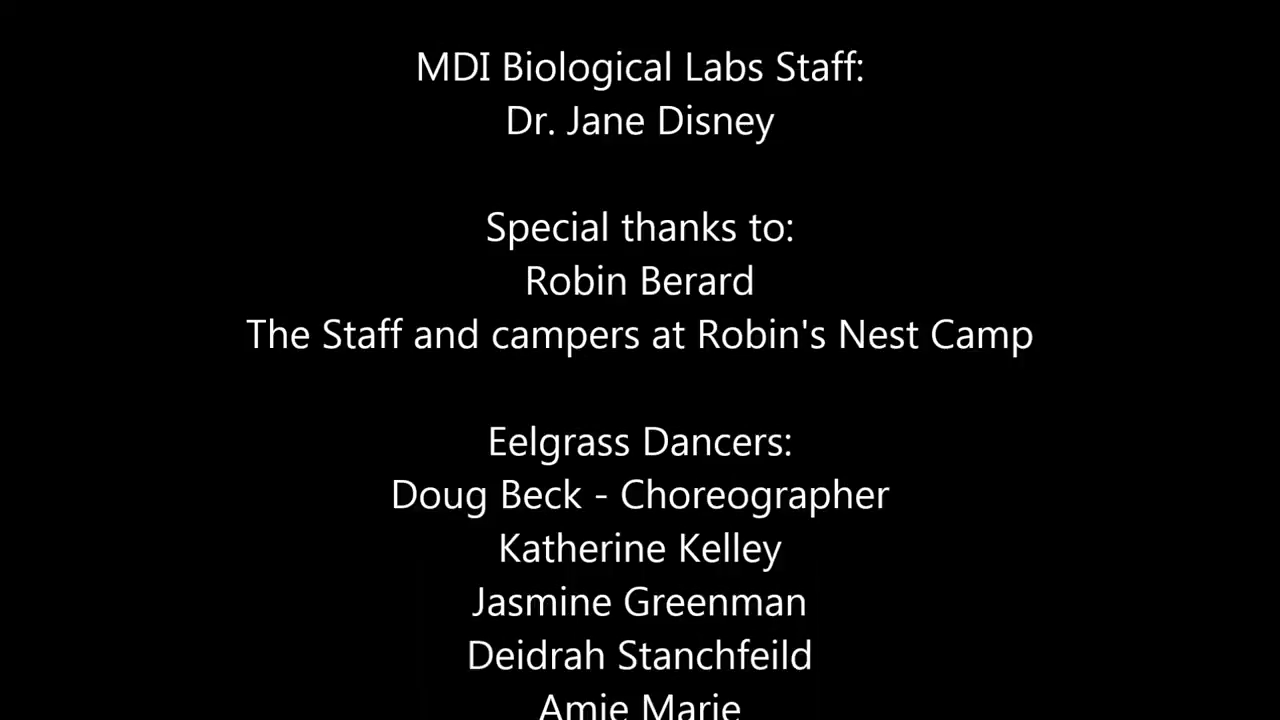 MDI Biological Labs Staff:
Dr. Jane Disney
Special thanks to:
Robin Berard
The Staff and campers at Robin's Nest Camp
Eelgrass Dancers:
Doug Beck - Choreographer
Katherine Kelley
Jasmine Greenman
Deidrah Stanchfeild
Amie Marie